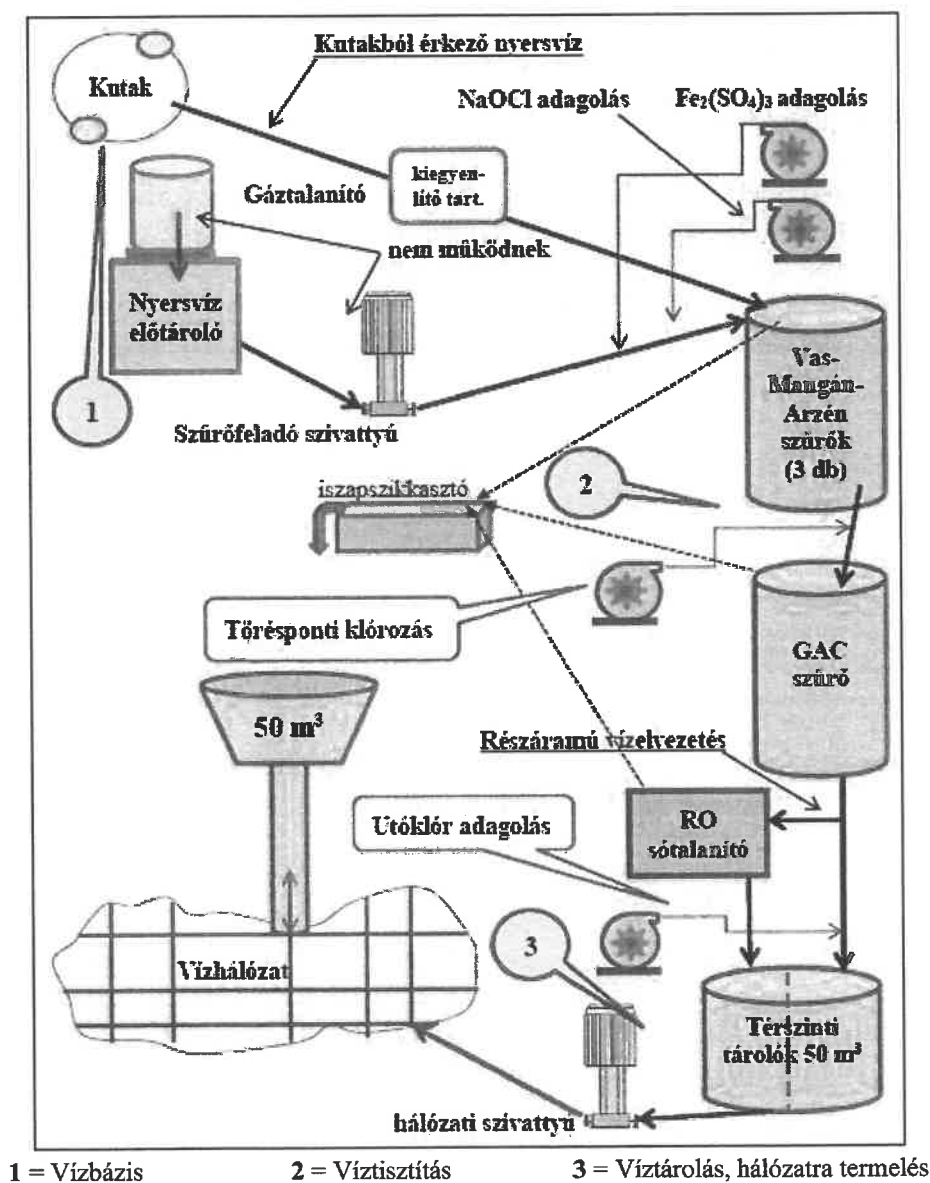 Kutakból érkező nyersvíz
Kutak
NaOCl adagolás
Fe₂(SO₄)₃ adagolás
kiegyen-
lítő tart.
Gáztalanító
nem működnek
Nyersvíz
előtároló
1
Szűrőfeladó szivattyú
Vas-
Mangán-
Arzén
szűrők
(3 db)
2
iszapszikkasztó
Törésponti klórozás
GAC
szűrő
50 m³
Részáramú vízelvezetés
RO
sótalanító
Utóklór adagolás
3
Vízhálózat
Térszinti
tárolók 50 m³
hálózati szivattyú
1 = Vízbázis 2 = Víztisztítás 3 = Víztárolás, hálózatra termelés